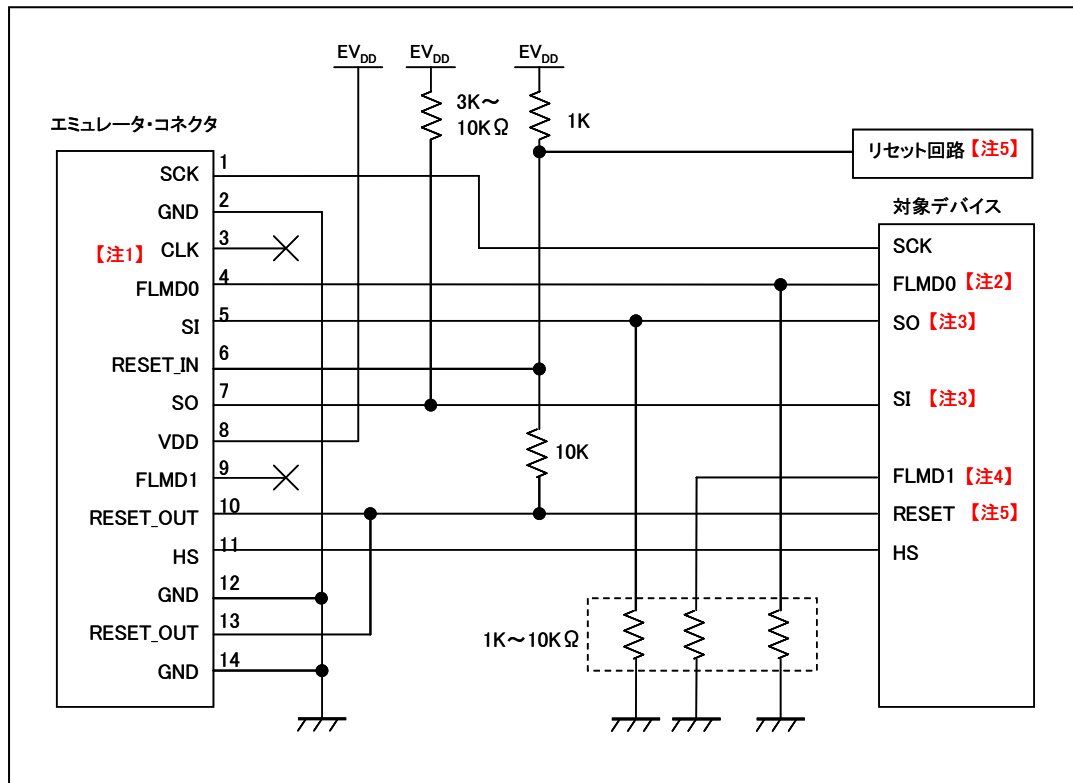 EVDD
EVDD
EVDD
3K～
10KΩ
1K
エミュレータ・コネクタ
リセット回路【注5】
対象デバイス
SCK 1
GND 2
【注1】 CLK 3
FLMD0 4
SI 5
RESET_IN 6
SO 7
VDD 8
FLMD1 9
RESET_OUT 10
HS 11
GND 12
RESET_OUT 13
GND 14
10K
1K～10KΩ
SCK
FLMD0【注2】
SO【注3】
SI【注3】
FLMD1【注4】
RESET【注5】
HS